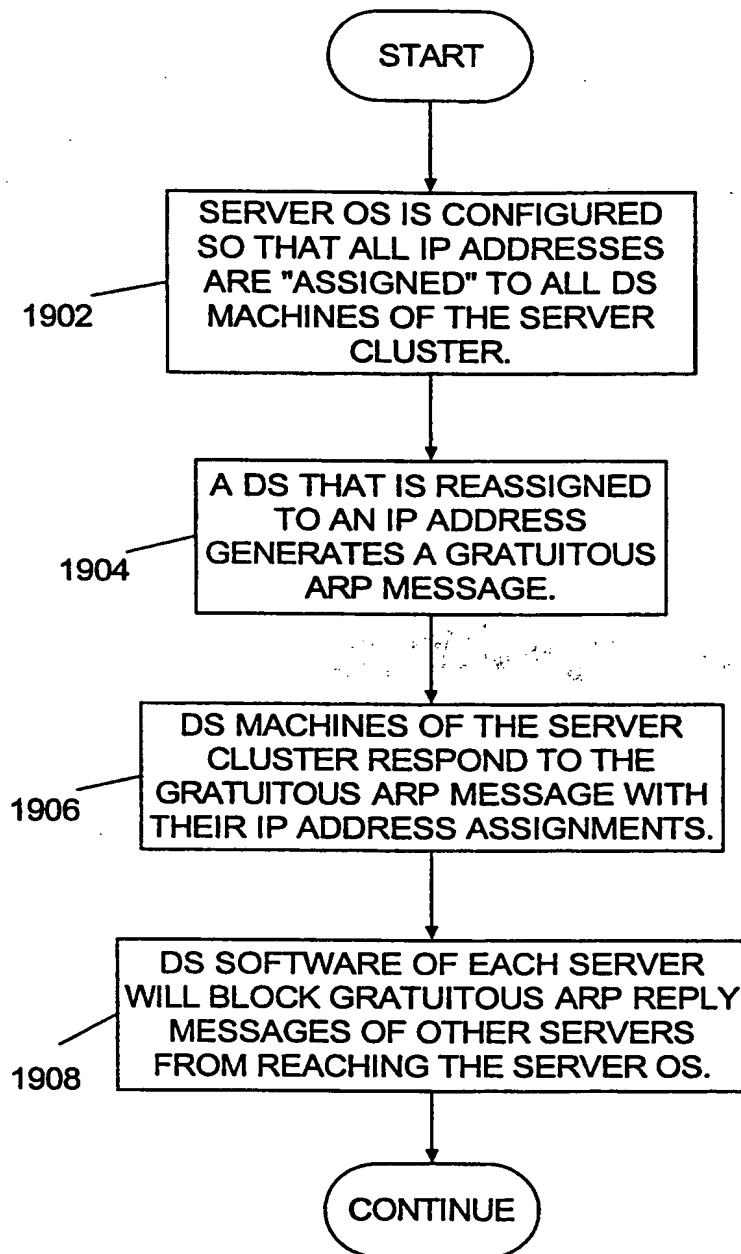 START
SERVER OS IS CONFIGURED
SO THAT ALL IP ADDRESSES
ARE "ASSIGNED" TO ALL DS
MACHINES OF THE SERVER
CLUSTER.
1902
A DS THAT IS REASSIGNED
TO AN IP ADDRESS
GENERATES A GRATUITOUS
ARP MESSAGE.
1904
DS MACHINES OF THE SERVER
CLUSTER RESPOND TO THE
GRATUITOUS ARP MESSAGE WITH
THEIR IP ADDRESS ASSIGNMENTS.
1906
DS SOFTWARE OF EACH SERVER
WILL BLOCK GRATUITOUS ARP REPLY
MESSAGES OF OTHER SERVERS
FROM REACHING THE SERVER OS.
1908
CONTINUE